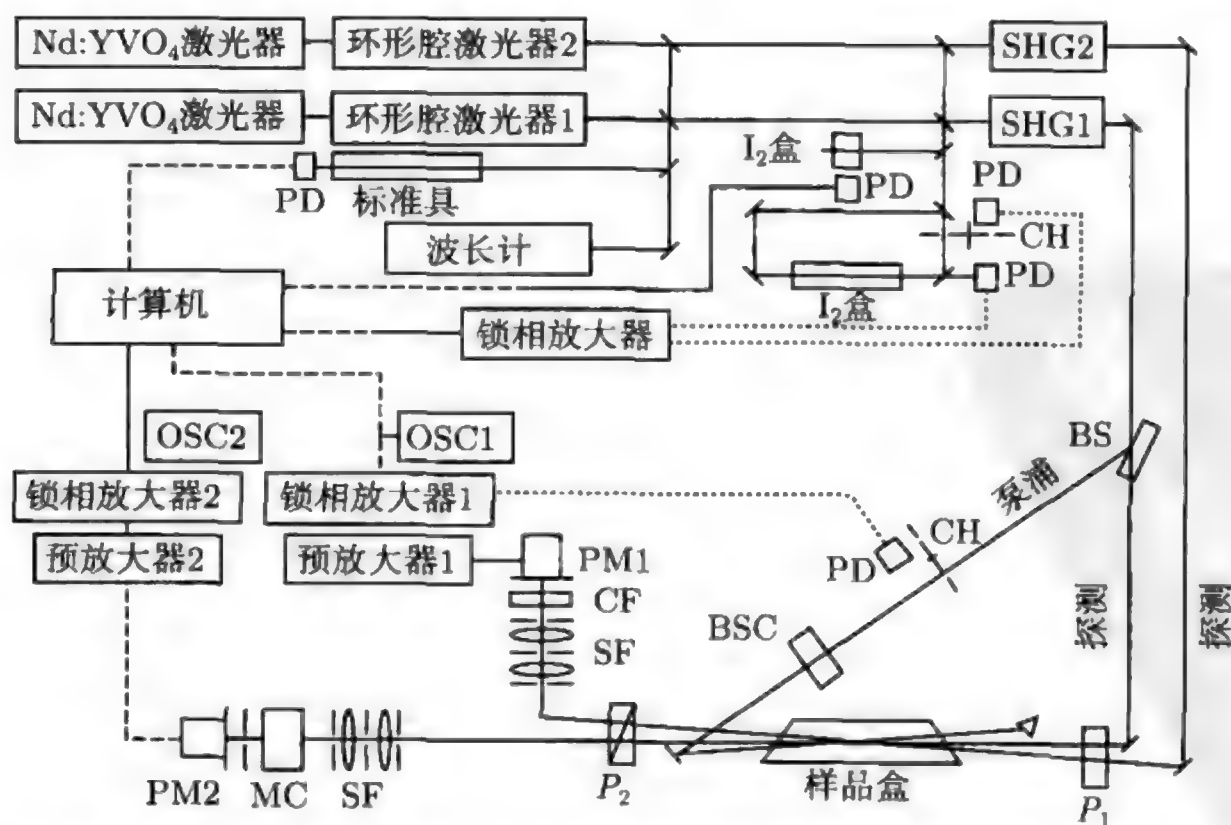 Nd:YVO₄激光器
环形腔激光器2
SHG2
Nd:YVO₄激光器
环形腔激光器1
SHG1
I₂盒
PD
标准具
PD
PD
CH
波长计
PD
I₂盒
计算机
锁相放大器
OSC2
OSC1
BS
锁相放大器2
锁相放大器1
泵浦
预放大器2
预放大器1
PM1
PD
CH
CF
BSC
SF
探测
探测
PM2
MC
SF
P₂
样品盒
P₁